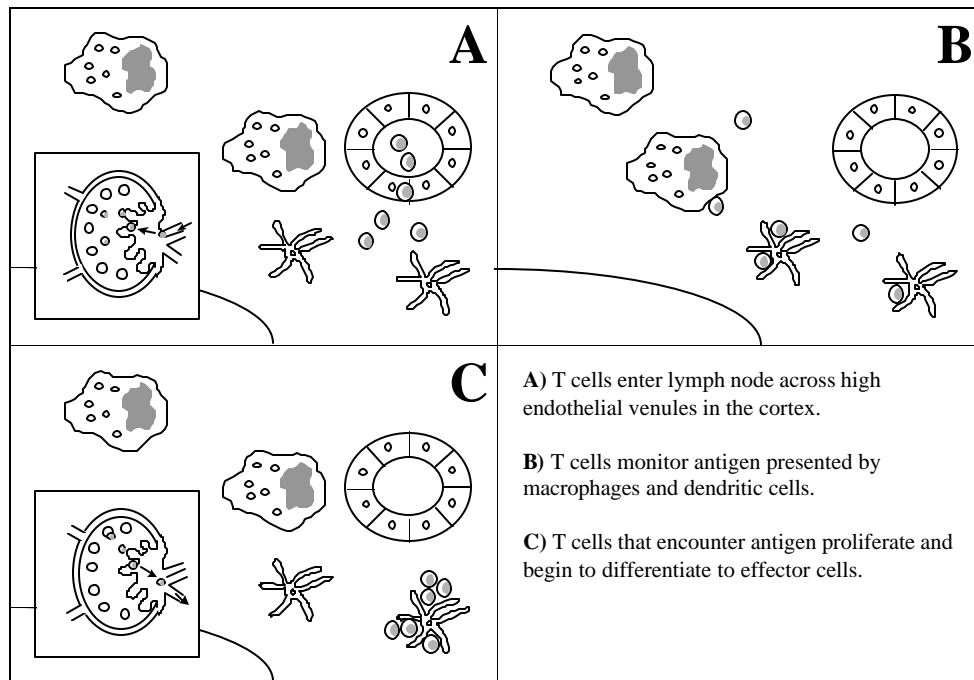 A
B
C
A) T cells enter lymph node across high
endothelial venules in the cortex.
B) T cells monitor antigen presented by
macrophages and dendritic cells.
C) T cells that encounter antigen proliferate and
begin to differentiate to effector cells.